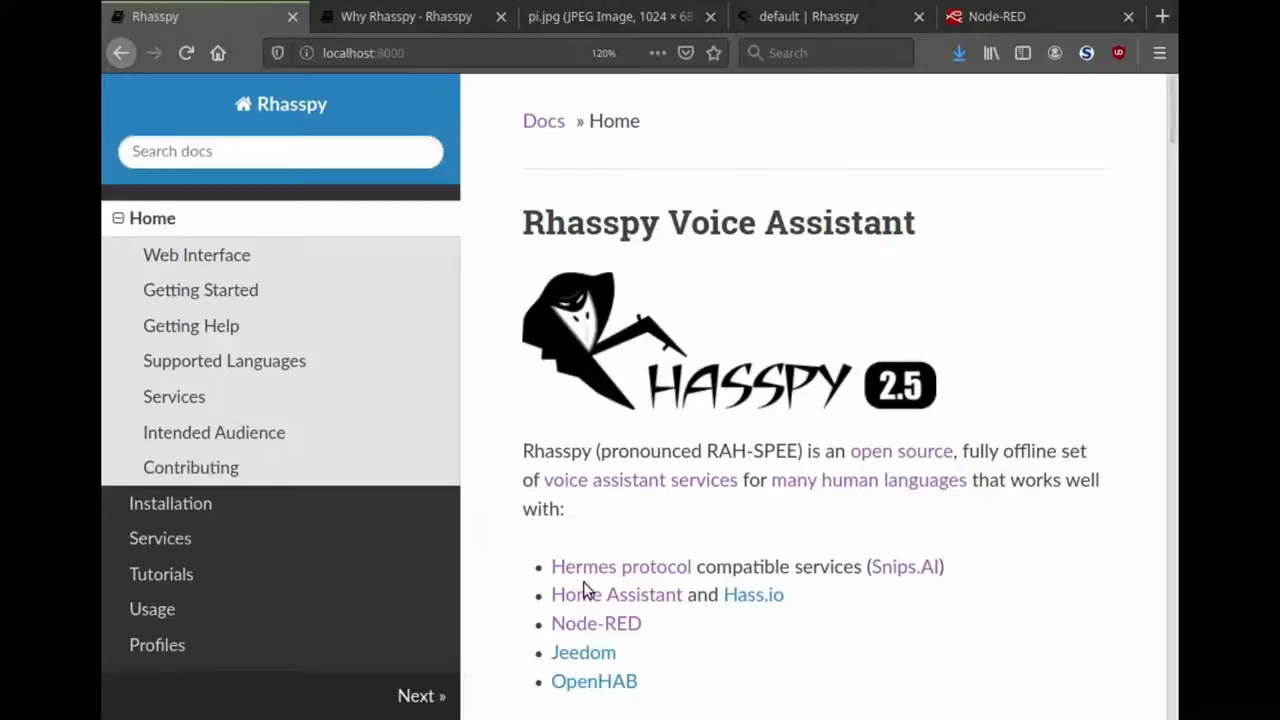 Rhasspy
Why Rhasspy - Rhasspy
pi.jpg (JPEG Image, 1024 × 68
default | Rhasspy
Node-RED
localhost:8000
120%
Search
Rhasspy
Search docs
Home
Web Interface
Getting Started
Getting Help
Supported Languages
Services
Intended Audience
Contributing
Installation
Services
Tutorials
Usage
Profiles
Next »
Docs » Home
Rhasspy Voice Assistant
HASSPY 2.5
Rhasspy (pronounced RAH-SPEE) is an open source, fully offline set
of voice assistant services for many human languages that works well
with:
• Hermes protocol compatible services (Snips.AI)
• Home Assistant and Hass.io
• Node-RED
• Jeedom
• OpenHAB